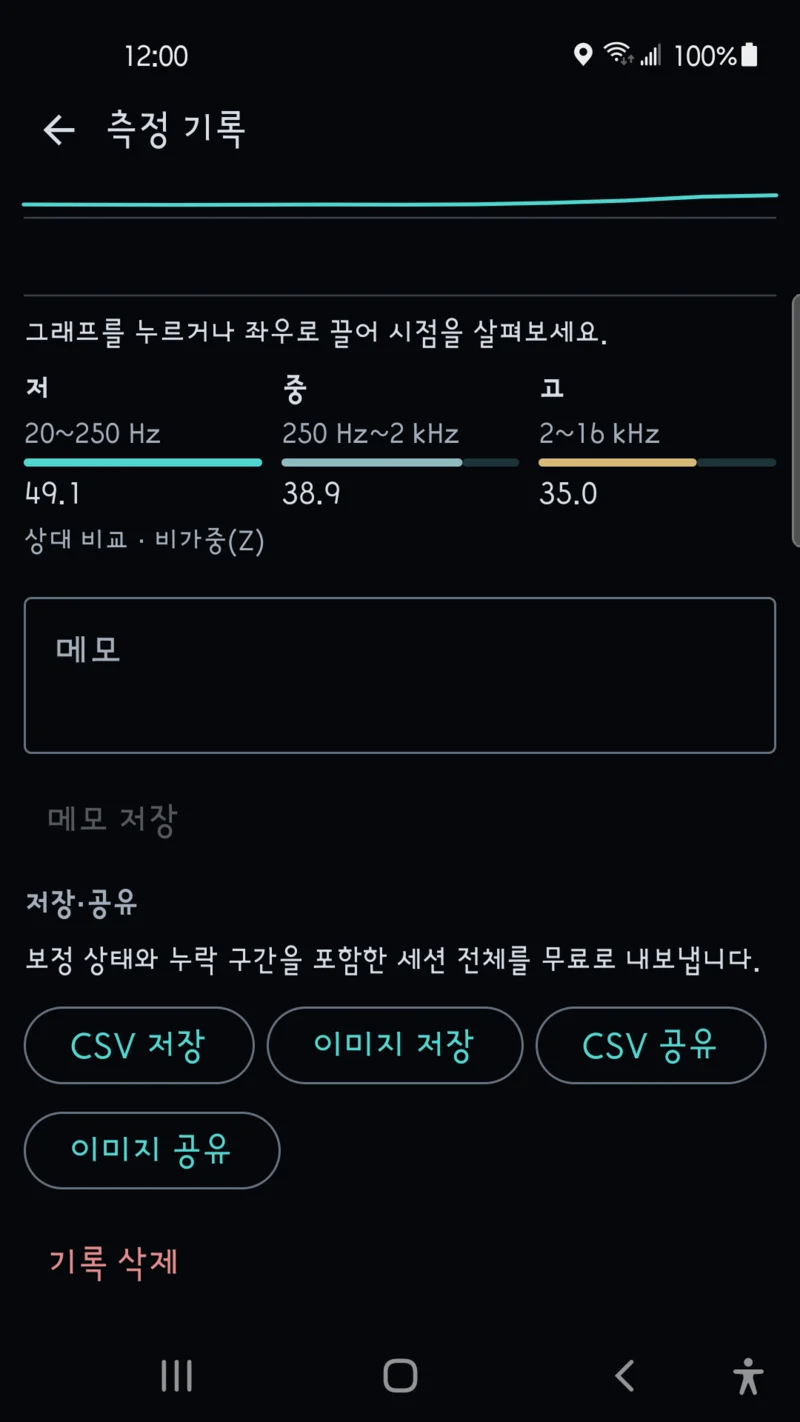 12:00 100%
측정 기록
그래프를 누르거나 좌우로 끌어 시점을 살펴보세요.
저 중 고
20~250 Hz 250 Hz~2 kHz 2~16 kHz
49.1 38.9 35.0
상대 비교 · 비가중(Z)
메모
메모 저장
저장·공유
보정 상태와 누락 구간을 포함한 세션 전체를 무료로 내보냅니다.
CSV 저장 이미지 저장 CSV 공유
이미지 공유
기록 삭제